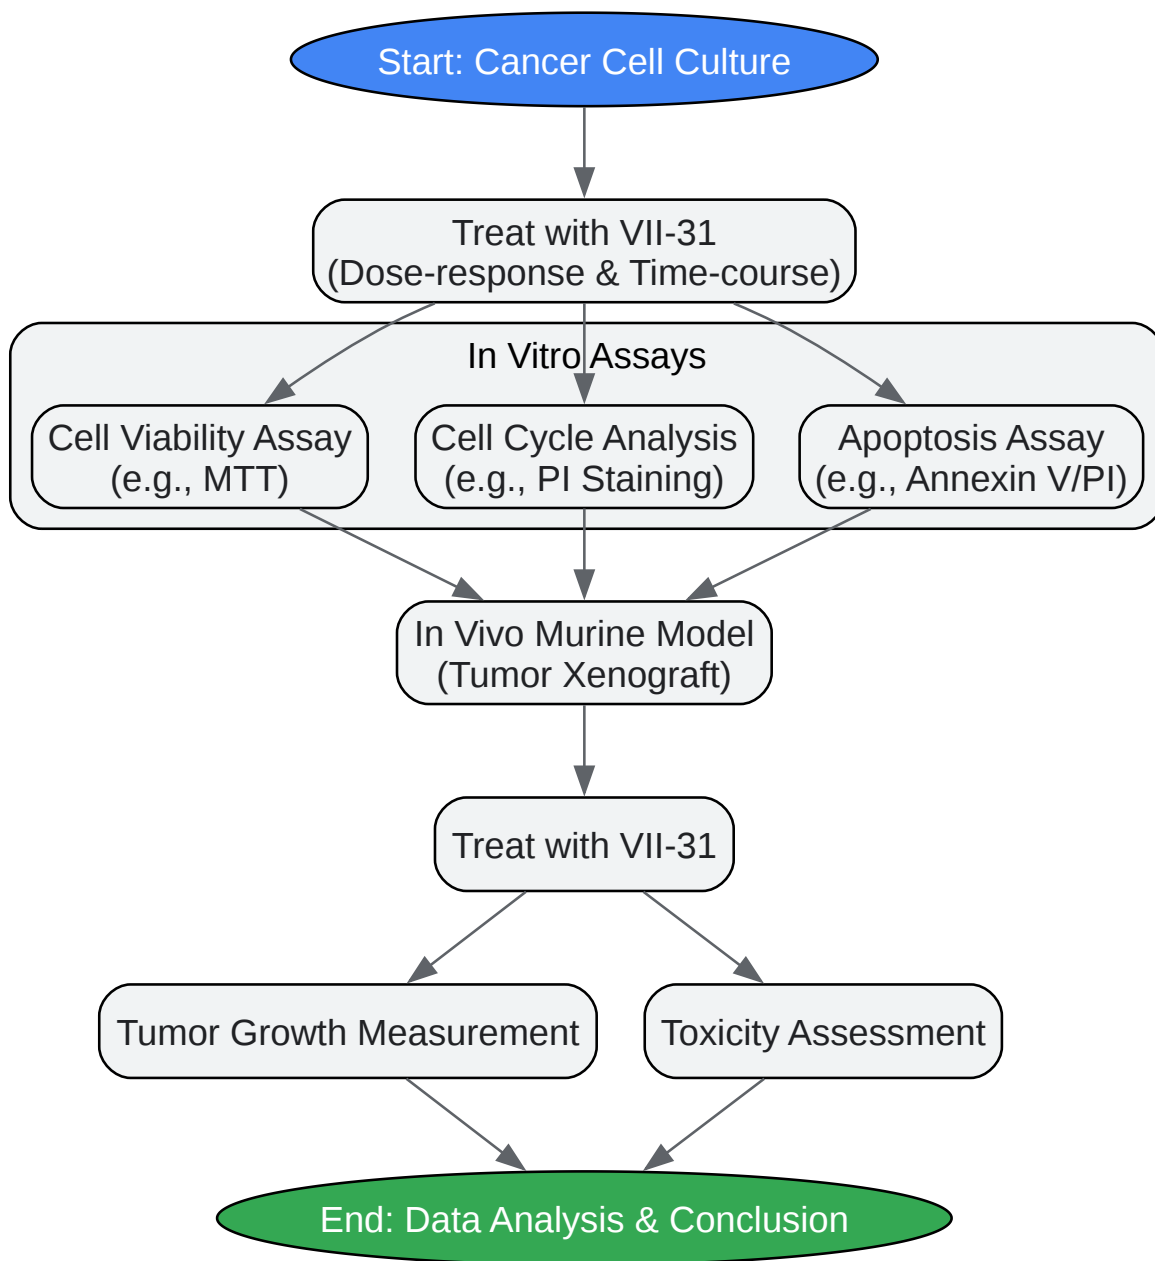 Start: Cancer Cell Culture
Treat with VII-31
(Dose-response & Time-course)
In Vitro Assays
Cell Viability Assay
(e.g., MTT)
Cell Cycle Analysis
(e.g., PI Staining)
Apoptosis Assay
(e.g., Annexin V/PI)
In Vivo Murine Model
(Tumor Xenograft)
Treat with VII-31
Tumor Growth Measurement
Toxicity Assessment
End: Data Analysis & Conclusion